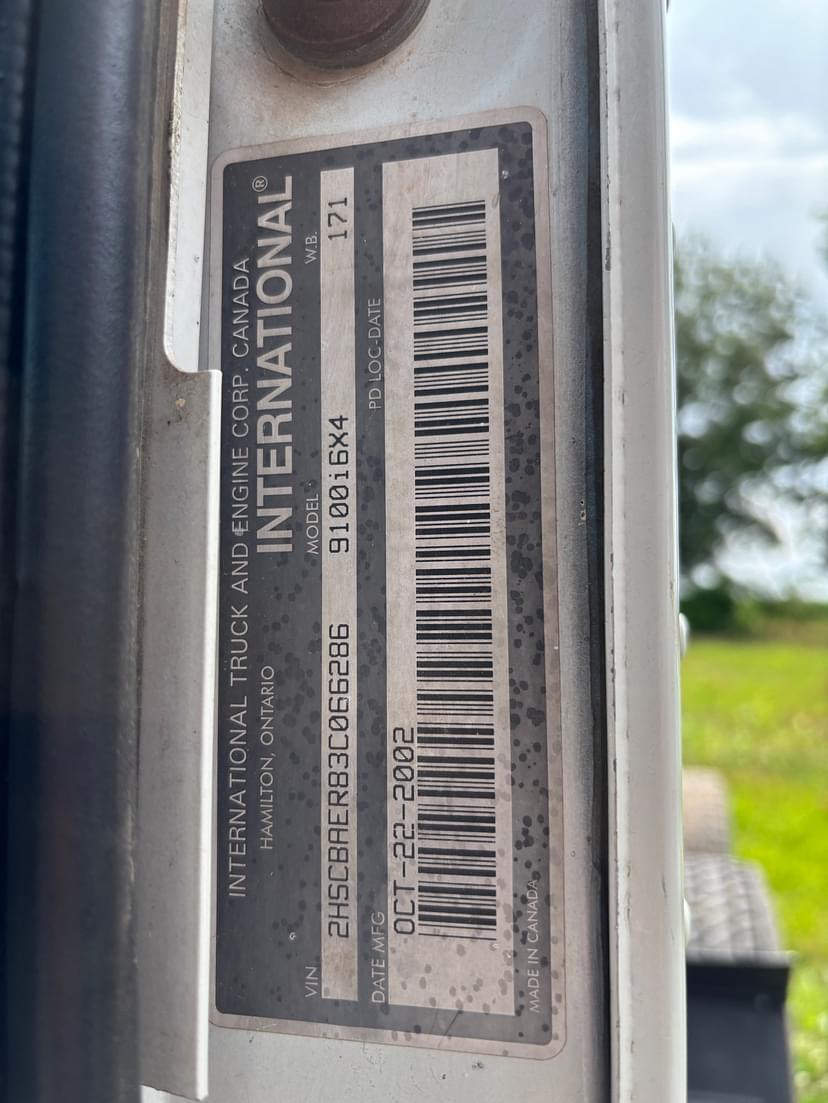 INTERNATIONAL TRUCK AND ENGINE CORP. CANADA
HAMILTON, ONTARIO
INTERNATIONAL®
VIN MODEL W.B.
2HSCBAER83C066286 9100i6X4 171
DATE MFG PD LOC-DATE
OCT-22-2002
MADE IN CANADA